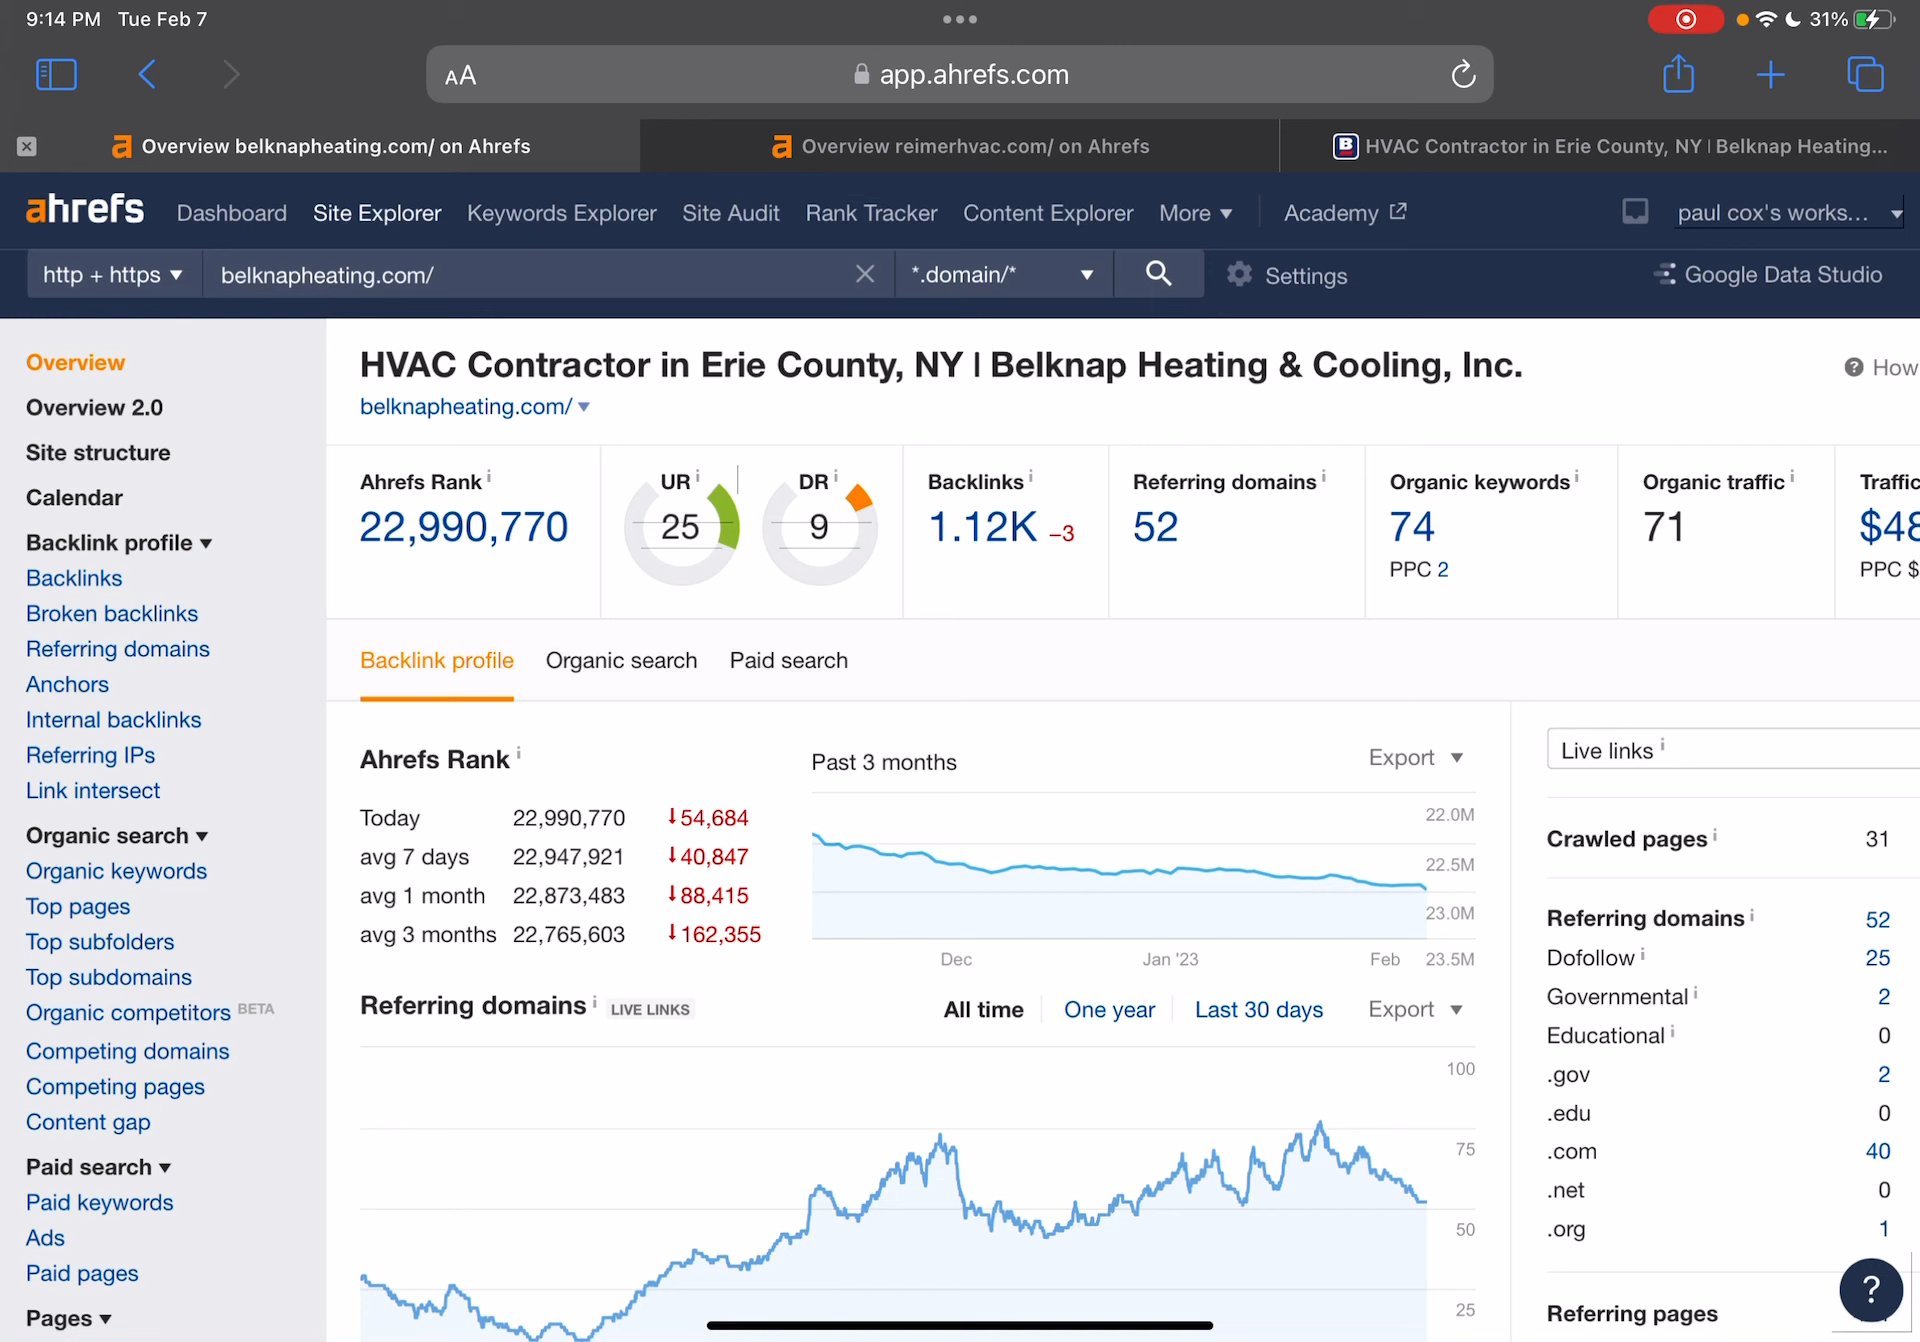 9:14 PM Tue Feb 7
31%
AA app.ahrefs.com
Overview belknapheating.com/ on Ahrefs
Overview reimerhvac.com/ on Ahrefs
B HVAC Contractor in Erie County, NY | Belknap Heating...
ahrefs Dashboard Site Explorer Keywords Explorer Site Audit Rank Tracker Content Explorer More Academy paul cox's works...
http + https belknapheating.com/ *.domain/* Settings Google Data Studio
Overview
Overview 2.0
Site structure
Calendar
Backlink profile
Backlinks
Broken backlinks
Referring domains
Anchors
Internal backlinks
Referring IPs
Link intersect
Organic search
Organic keywords
Top pages
Top subfolders
Top subdomains
Organic competitors BETA
Competing domains
Competing pages
Content gap
Paid search
Paid keywords
Ads
Paid pages
Pages
HVAC Contractor in Erie County, NY | Belknap Heating & Cooling, Inc.
? How
belknapheating.com/
Ahrefs Rank i
22,990,770
UR i
25
DR i
9
Backlinks i
1.12K -3
Referring domains i
52
Organic keywords i
74
PPC 2
Organic traffic i
71
Traffic
$48
PPC $
Backlink profile Organic search Paid search
Ahrefs Rank i
Today 22,990,770 54,684
avg 7 days 22,947,921 40,847
avg 1 month 22,873,483 88,415
avg 3 months 22,765,603 162,355
Past 3 months Export
22.0M
22.5M
23.0M
Dec Jan '23 Feb 23.5M
Referring domains i LIVE LINKS All time One year Last 30 days Export
100
75
50
25
Live links i
Crawled pages i 31
Referring domains i 52
Dofollow i 25
Governmental i 2
Educational i 0
.gov 2
.edu 0
.com 40
.net 0
.org 1
Referring pages
?